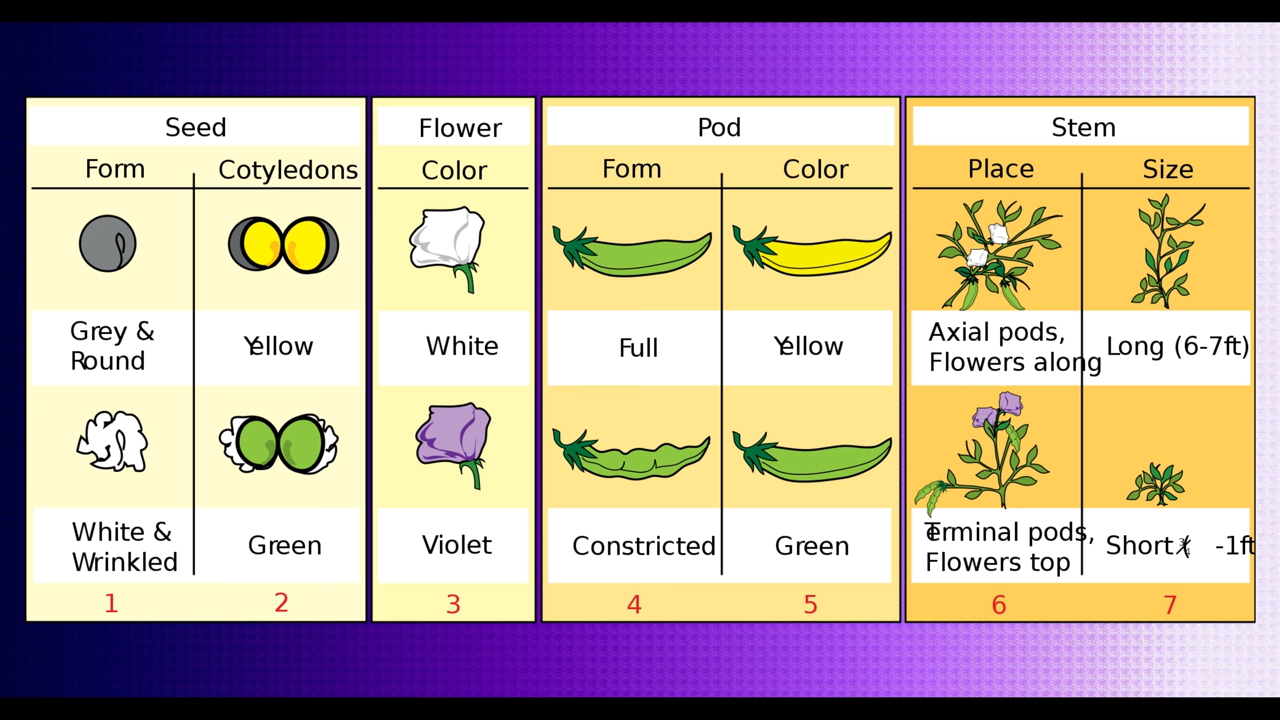 Seed
Flower
Pod
Stem
Form
Cotyledons
Color
Form
Color
Place
Size
Grey &
Round
Yellow
White
Full
Yellow
Axial pods,
Flowers along
Long (6-7ft)
White &
Wrinkled
Green
Violet
Constricted
Green
Terminal pods,
Flowers top
Short -1ft
1
2
3
4
5
6
7